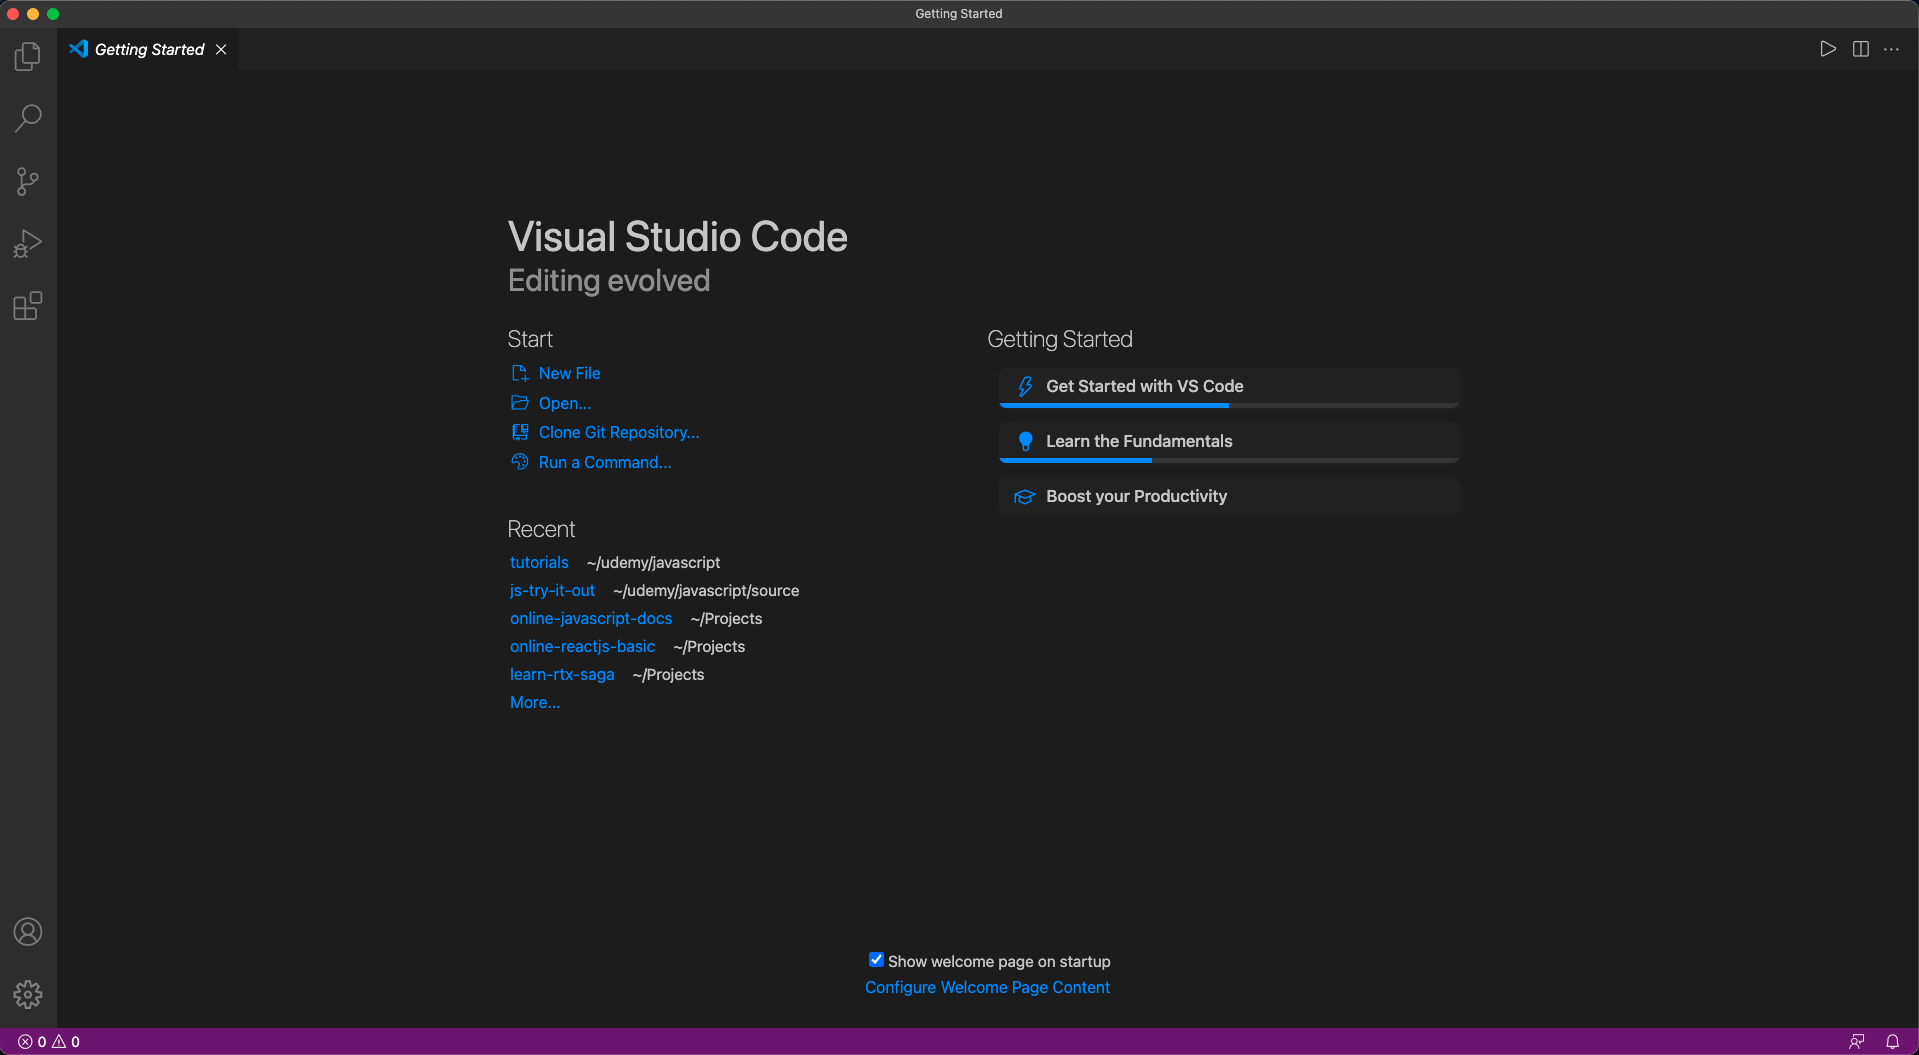 Getting Started
Getting Started
Visual Studio Code
Editing evolved
Start
New File
Open...
Clone Git Repository...
Run a Command...
Recent
tutorials ~/udemy/javascript
js-try-it-out ~/udemy/javascript/source
online-javascript-docs ~/Projects
online-reactjs-basic ~/Projects
learn-rtx-saga ~/Projects
More...
Getting Started
Get Started with VS Code
Learn the Fundamentals
Boost your Productivity
Show welcome page on startup
Configure Welcome Page Content
0 0